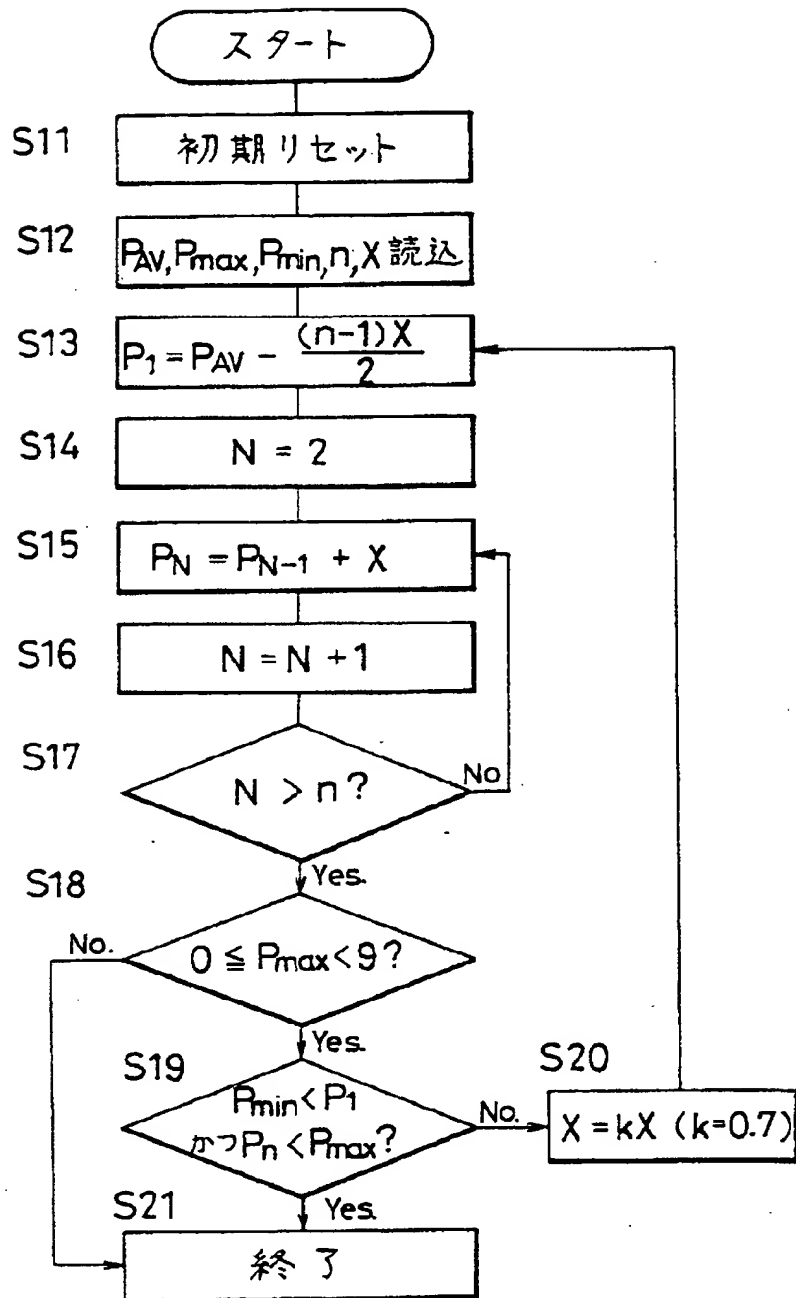 スタート
S11
初期リセット
S12
PAV,Pmax,Pmin,n,X 読込
S13
P1 = PAV - (n-1)X/2
S14
N = 2
S15
PN = PN-1 + X
S16
N = N + 1
S17
N > n?
No
Yes.
S18
0 ≦ Pmax<9?
No.
Yes.
S19
Pmin<P1
かつPn<Pmax?
No.
S20
X = kX (k=0.7)
Yes.
S21
終了